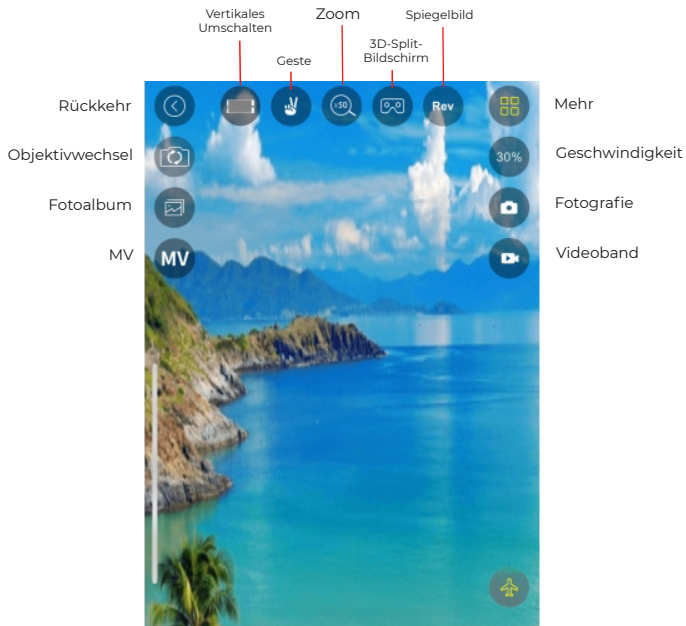 Vertikales
Umschalten
Geste
Zoom
3D-Split-
Bildschirm
Spiegelbild
Rückkehr
x50
Rev
Mehr
Objektivwechsel
30%
Geschwindigkeit
Fotoalbum
Fotografie
MV
MV
Videoband